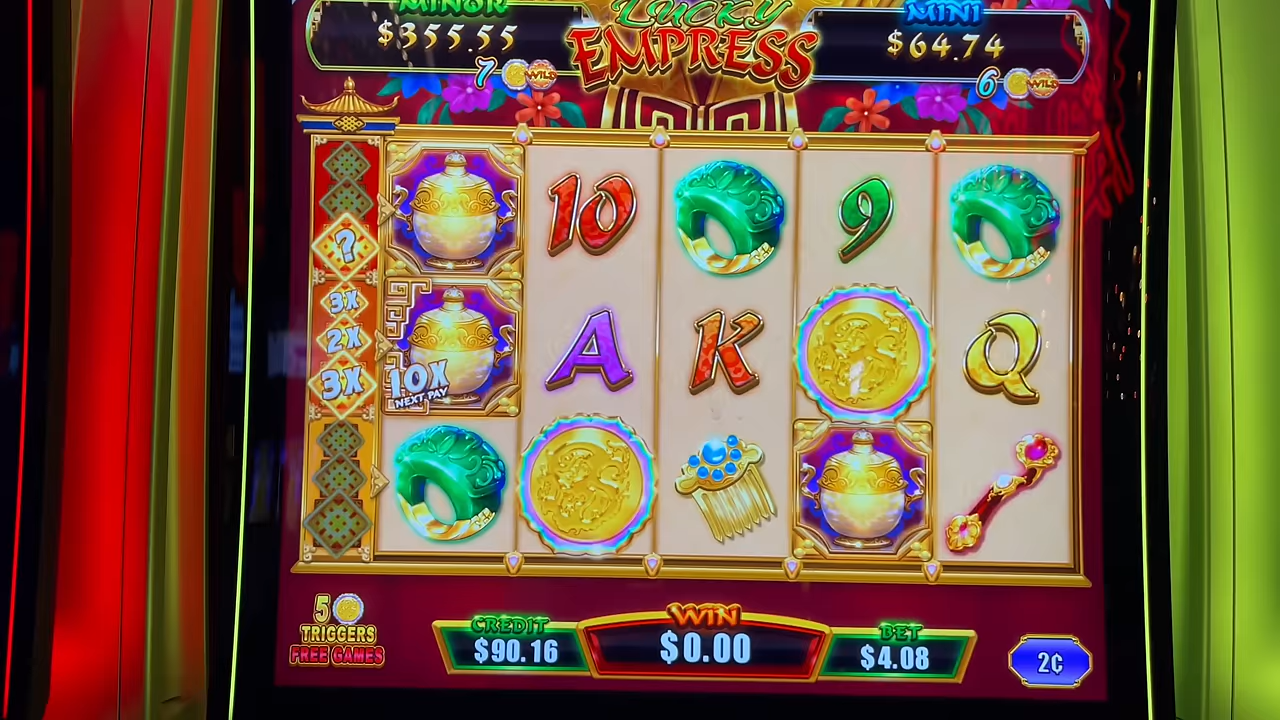 MINOR
$355.55
7 WILD
LUCKY
EMPRESS
MINI
$64.74
6 WILD
?
3X
2X
3X
10X
NEXT PAY
10
9
A
K
Q
5
TRIGGERS
FREE GAMES
CREDIT
$90.16
WIN
$0.00
BET
$4.08
2¢